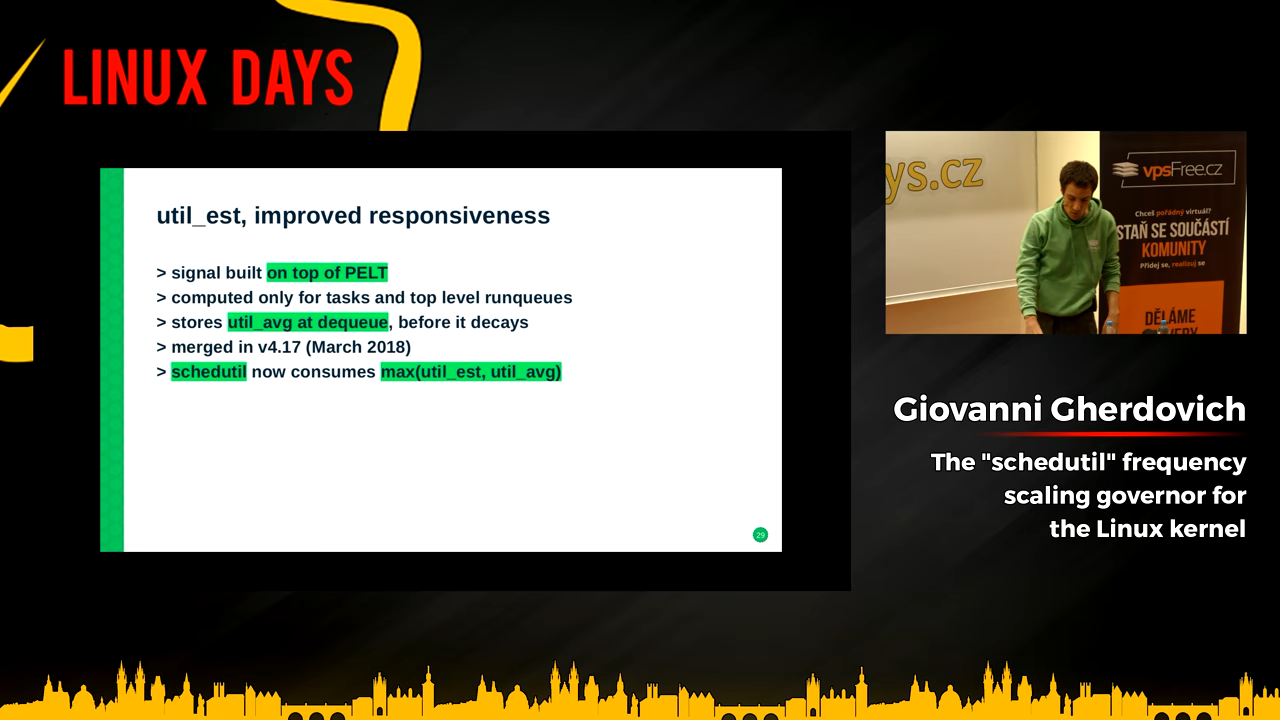 LINUX DAYS
util_est, improved responsiveness
> signal built on top of PELT
> computed only for tasks and top level runqueues
> stores util_avg at dequeue, before it decays
> merged in v4.17 (March 2018)
> schedutil now consumes max(util_est, util_avg)
29
ys.cz
vpsFree.cz
Chceš pořádný virtuál?
STAŇ SE SOUČÁSTÍ
KOMUNITY
Přidej se, realizuj se
DĚLÁME
Giovanni Gherdovich
The "schedutil" frequency
scaling governor for
the Linux kernel